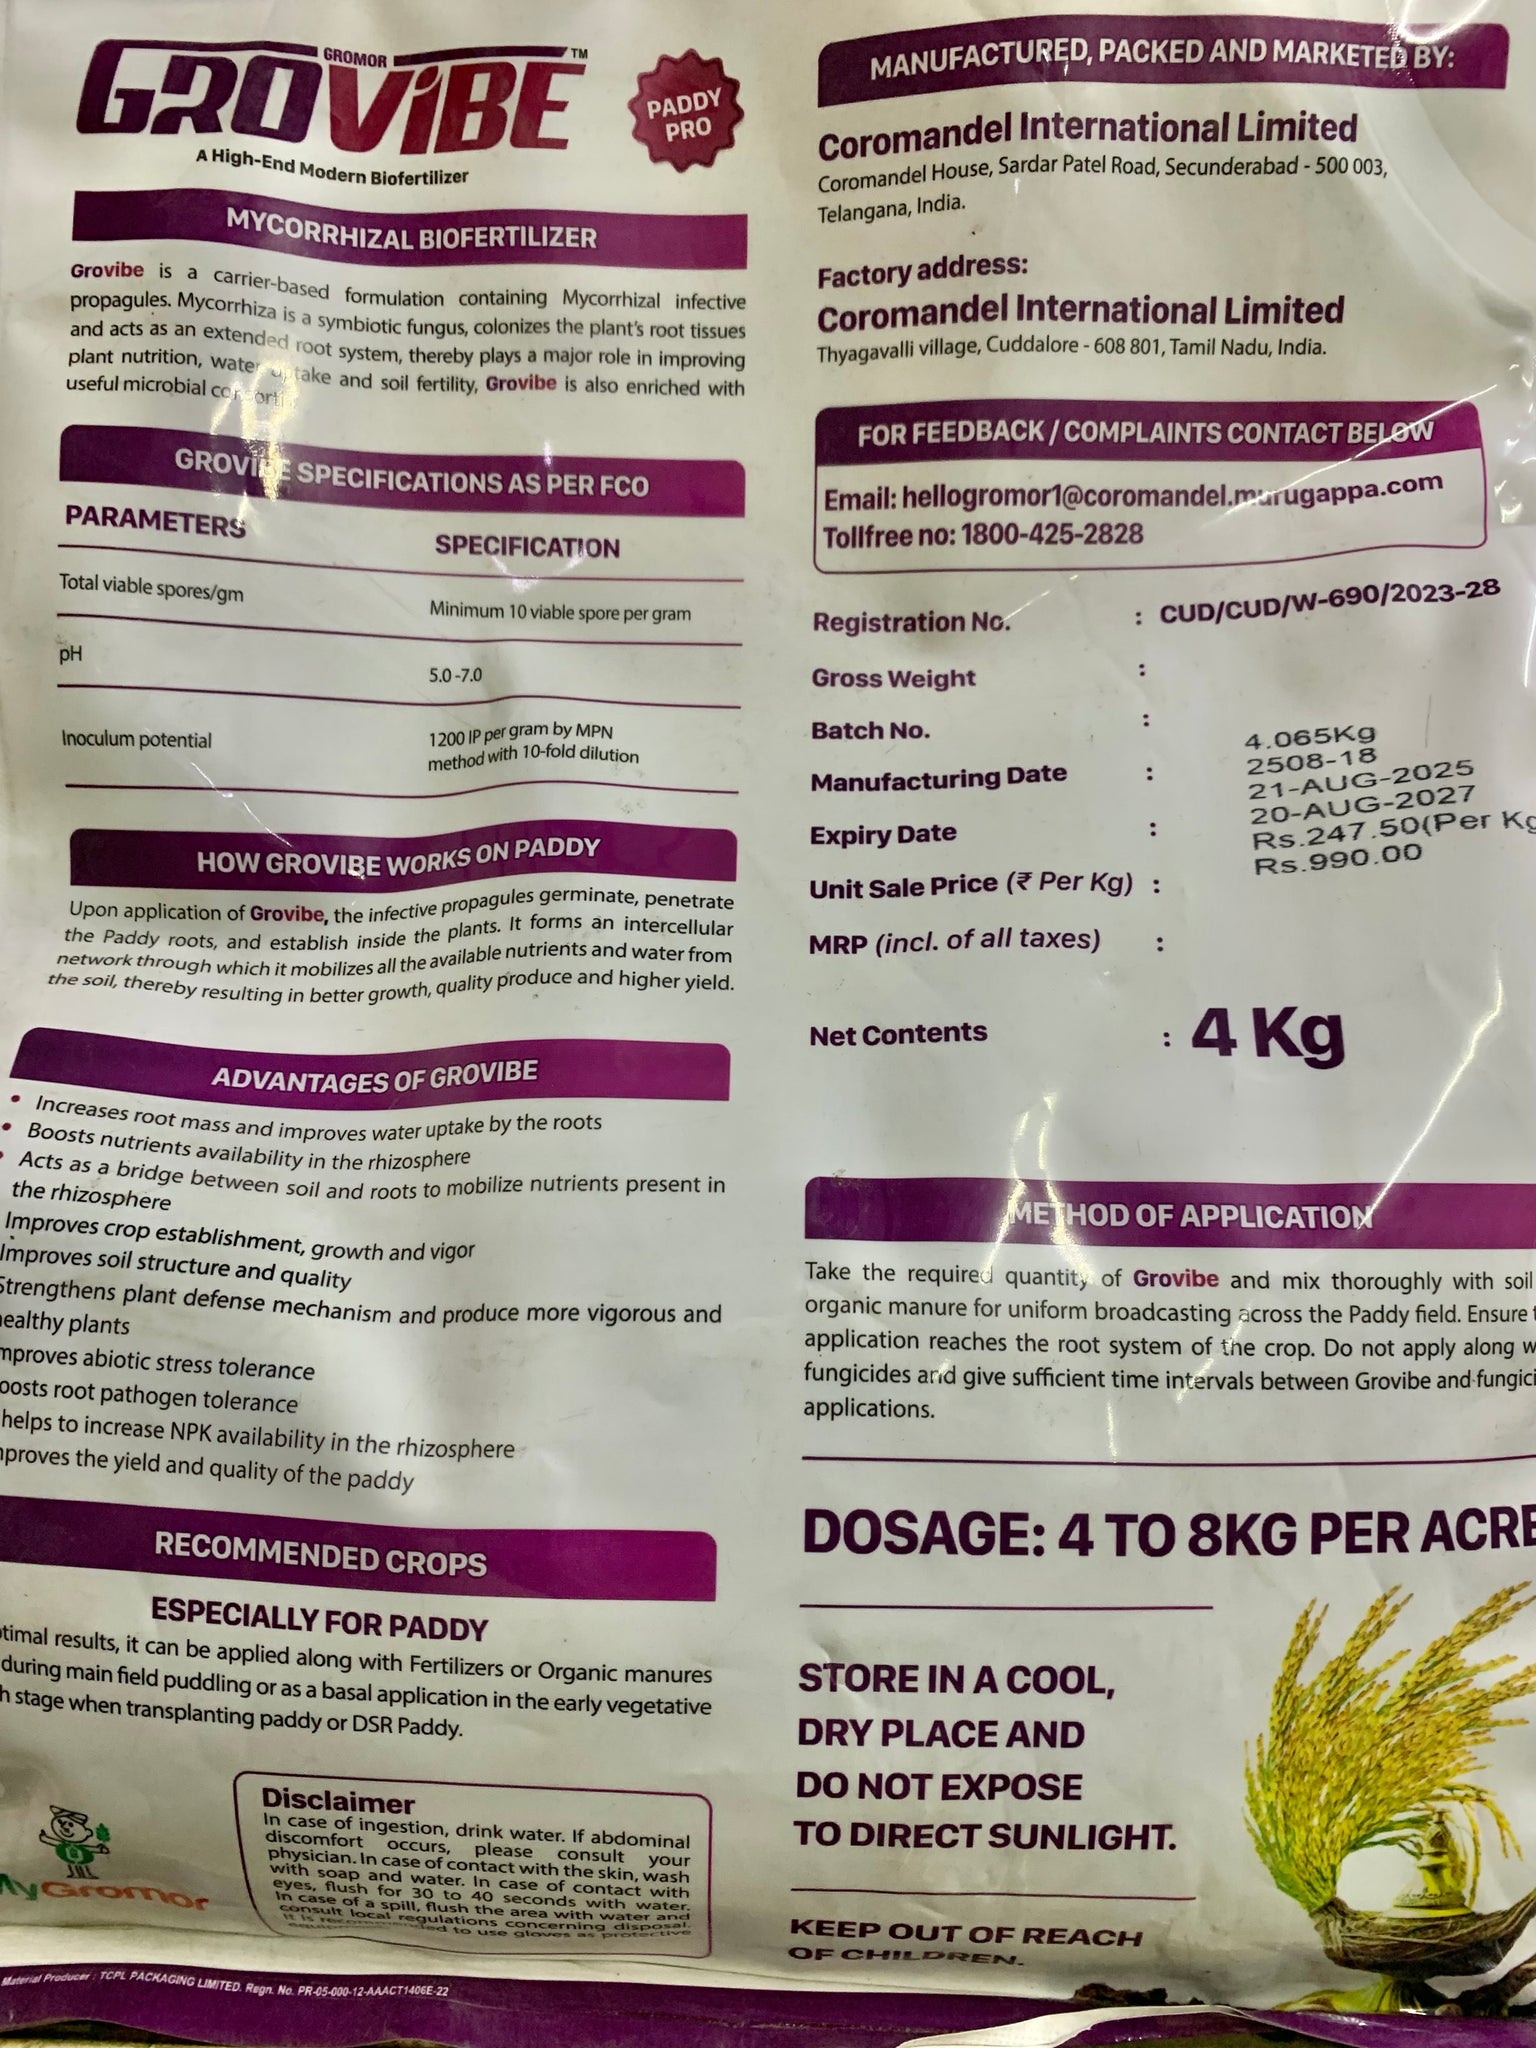 GROMOR
GROVIBE™
A High-End Modern Biofertilizer
PADDY
PRO
MYCORRHIZAL BIOFERTILIZER
Grovibe is a carrier-based formulation containing Mycorrhizal infective
propagules. Mycorrhiza is a symbiotic fungus, colonizes the plant's root tissues
and acts as an extended root system, thereby plays a major role in improving
plant nutrition, water uptake and soil fertility, Grovibe is also enriched with
useful microbial
GROVIBE SPECIFICATIONS AS PER FCO
PARAMETERS SPECIFICATION
Total viable spores/gm Minimum 10 viable spore per gram
pH 5.0 -7.0
Inoculum potential 1200 IP per gram by MPN
method with 10-fold dilution
HOW GROVIBE WORKS ON PADDY
Upon application of Grovibe, the infective propagules germinate, penetrate
the Paddy roots, and establish inside the plants. It forms an intercellular
network through which it mobilizes all the available nutrients and water from
the soil, thereby resulting in better growth, quality produce and higher yield.
ADVANTAGES OF GROVIBE
• Increases root mass and improves water uptake by the roots
• Boosts nutrients availability in the rhizosphere
• Acts as a bridge between soil and roots to mobilize nutrients present in
the rhizosphere
Improves crop establishment, growth and vigor
Improves soil structure and quality
Strengthens plant defense mechanism and produce more vigorous and
healthy plants
mproves abiotic stress tolerance
oosts root pathogen tolerance
helps to increase NPK availability in the rhizosphere
mproves the yield and quality of the paddy
RECOMMENDED CROPS
ESPECIALLY FOR PADDY
timal results, it can be applied along with Fertilizers or Organic manures
during main field puddling or as a basal application in the early vegetative
h stage when transplanting paddy or DSR Paddy.
MyGromor
Disclaimer
In case of ingestion, drink water. If abdominal
discomfort occurs, please consult your
physician. In case of contact with the skin, wash
with soap and water. In case of contact with
eyes, flush for 30 to 40 seconds with water.
In case of a spill, flush the area with water and
consult local regulations concerning disposal.
It is recommended to use gloves as protective
Material Producer : TCPL PACKAGING LIMITED. Regn. No. PR-05-000-12-AAACT1406E-22
MANUFACTURED, PACKED AND MARKETED BY:
Coromandel International Limited
Coromandel House, Sardar Patel Road, Secunderabad - 500 003,
Telangana, India.
Factory address:
Coromandel International Limited
Thyagavalli village, Cuddalore - 608 801, Tamil Nadu, India.
FOR FEEDBACK / COMPLAINTS CONTACT BELOW
Email: hellogromor1@coromandel.murugappa.com
Tollfree no: 1800-425-2828
Registration No. : CUD/CUD/W-690/2023-28
Gross Weight :
Batch No. :
Manufacturing Date :
Expiry Date :
Unit Sale Price (₹ Per Kg) :
MRP (incl. of all taxes) :
4.065Kg
2508-18
21-AUG-2025
20-AUG-2027
Rs.247.50(Per Kg
Rs.990.00
Net Contents : 4 Kg
METHOD OF APPLICATION
Take the required quantity of Grovibe and mix thoroughly with soil
organic manure for uniform broadcasting across the Paddy field. Ensure
application reaches the root system of the crop. Do not apply along w
fungicides and give sufficient time intervals between Grovibe and fungici
applications.
DOSAGE: 4 TO 8KG PER ACRE
STORE IN A COOL,
DRY PLACE AND
DO NOT EXPOSE
TO DIRECT SUNLIGHT.
KEEP OUT OF REACH
OF CHILDREN.